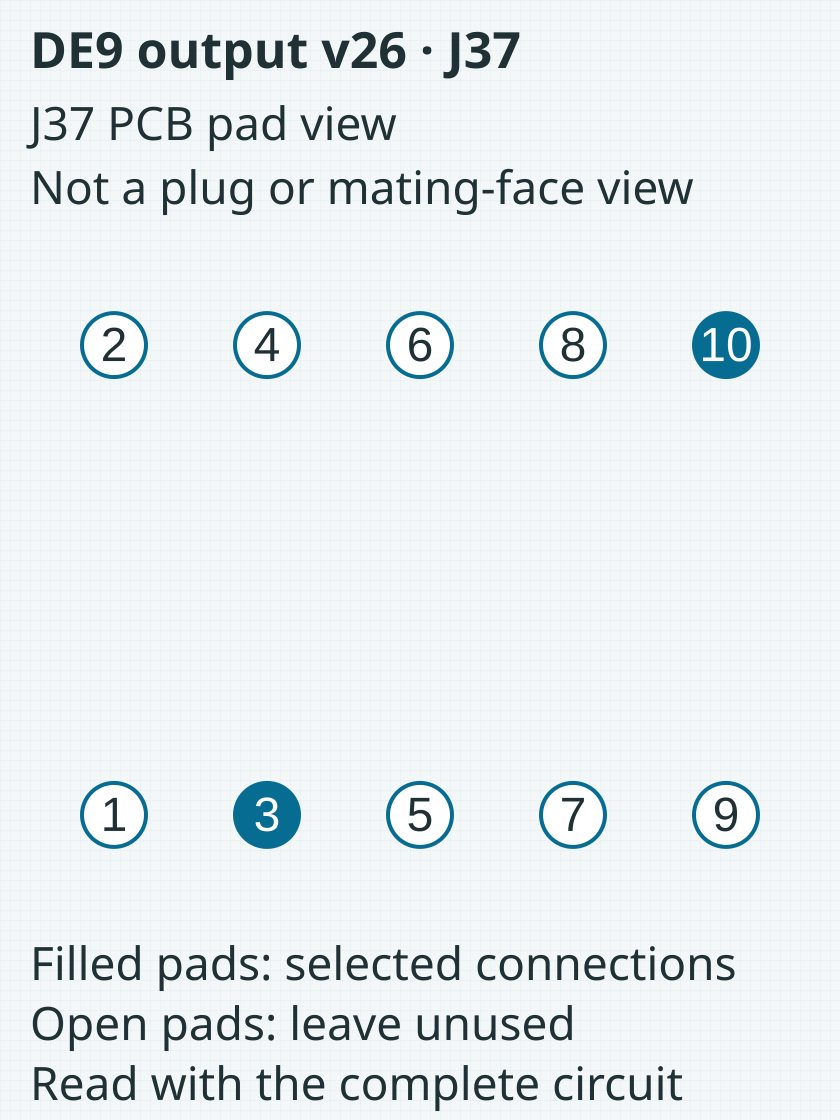 DE9 output v26 · J37
J37 PCB pad view
Not a plug or mating-face view
2 4 6 8 10
1 3 5 7 9
Filled pads: selected connections
Open pads: leave unused
Read with the complete circuit